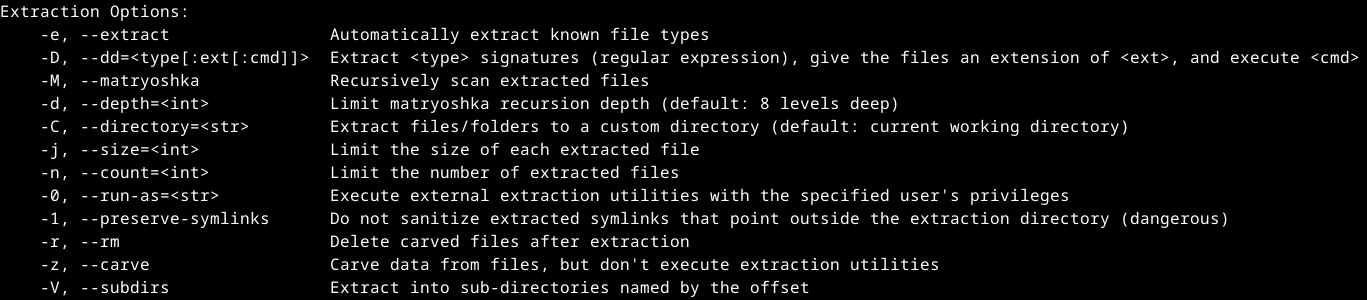 Extraction Options:
    -e, --extract                Automatically extract known file types
    -D, --dd=<type[:ext[:cmd]]>  Extract <type> signatures (regular expression), give the files an extension of <ext>, and execute <cmd>
    -M, --matryoshka             Recursively scan extracted files
    -d, --depth=<int>            Limit matryoshka recursion depth (default: 8 levels deep)
    -C, --directory=<str>        Extract files/folders to a custom directory (default: current working directory)
    -j, --size=<int>             Limit the size of each extracted file
    -n, --count=<int>            Limit the number of extracted files
    -0, --run-as=<str>           Execute external extraction utilities with the specified user's privileges
    -1, --preserve-symlinks      Do not sanitize extracted symlinks that point outside the extraction directory (dangerous)
    -r, --rm                     Delete carved files after extraction
    -z, --carve                  Carve data from files, but don't execute extraction utilities
    -V, --subdirs                Extract into sub-directories named by the offset